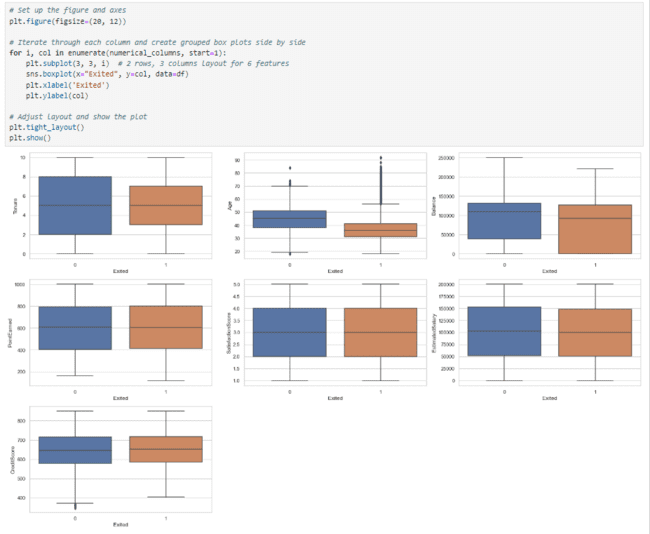 # Set up the figure and axes
plt.figure(figsize=(20, 12))
# Iterate through each column and create grouped box plots side by side
for i, col in enumerate(numerical_columns, start=1):
plt.subplot(3, 3, i)  # 2 rows, 3 columns layout for 6 features
sns.boxplot(x="Exited", y=col, data=df)
plt.xlabel('Exited')
plt.ylabel(col)
# Adjust layout and show the plot
plt.tight_layout()
plt.show()
Tenure
10
8
6
4
2
0
0 1
Exited
Age
90
80
70
60
50
40
30
20
0 1
Exited
Balance
250000
200000
150000
100000
50000
0
0 1
Exited
PointEarned
1000
800
600
400
200
0 1
Exited
SatisfactionScore
5.0
4.5
4.0
3.5
3.0
2.5
2.0
1.5
1.0
0 1
Exited
EstimatedSalary
200000
175000
150000
125000
100000
75000
50000
25000
0
0 1
Exited
CreditScore
800
700
600
500
400
0 1
Exited